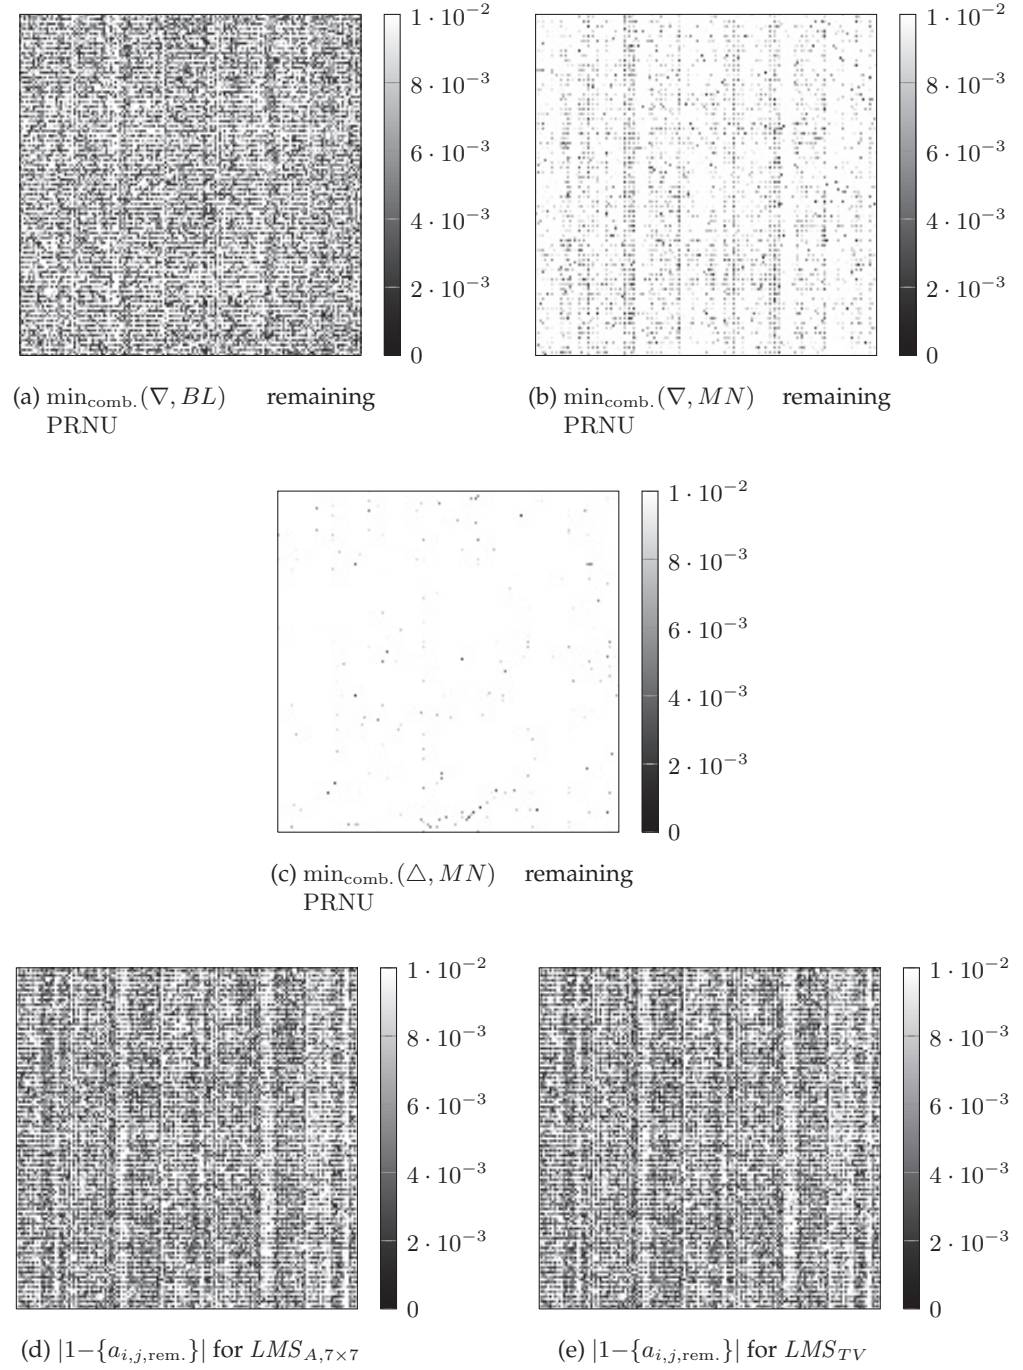 1 · 10⁻²
8 · 10⁻³
6 · 10⁻³
4 · 10⁻³
2 · 10⁻³
0
(a) min_comb.(∇, BL) remaining
PRNU
1 · 10⁻²
8 · 10⁻³
6 · 10⁻³
4 · 10⁻³
2 · 10⁻³
0
(b) min_comb.(∇, MN) remaining
PRNU
1 · 10⁻²
8 · 10⁻³
6 · 10⁻³
4 · 10⁻³
2 · 10⁻³
0
(c) min_comb.(△, MN) remaining
PRNU
1 · 10⁻²
8 · 10⁻³
6 · 10⁻³
4 · 10⁻³
2 · 10⁻³
0
(d) |1−{a_i,j,rem.}| for LMS_A,7×7
1 · 10⁻²
8 · 10⁻³
6 · 10⁻³
4 · 10⁻³
2 · 10⁻³
0
(e) |1−{a_i,j,rem.}| for LMS_TV